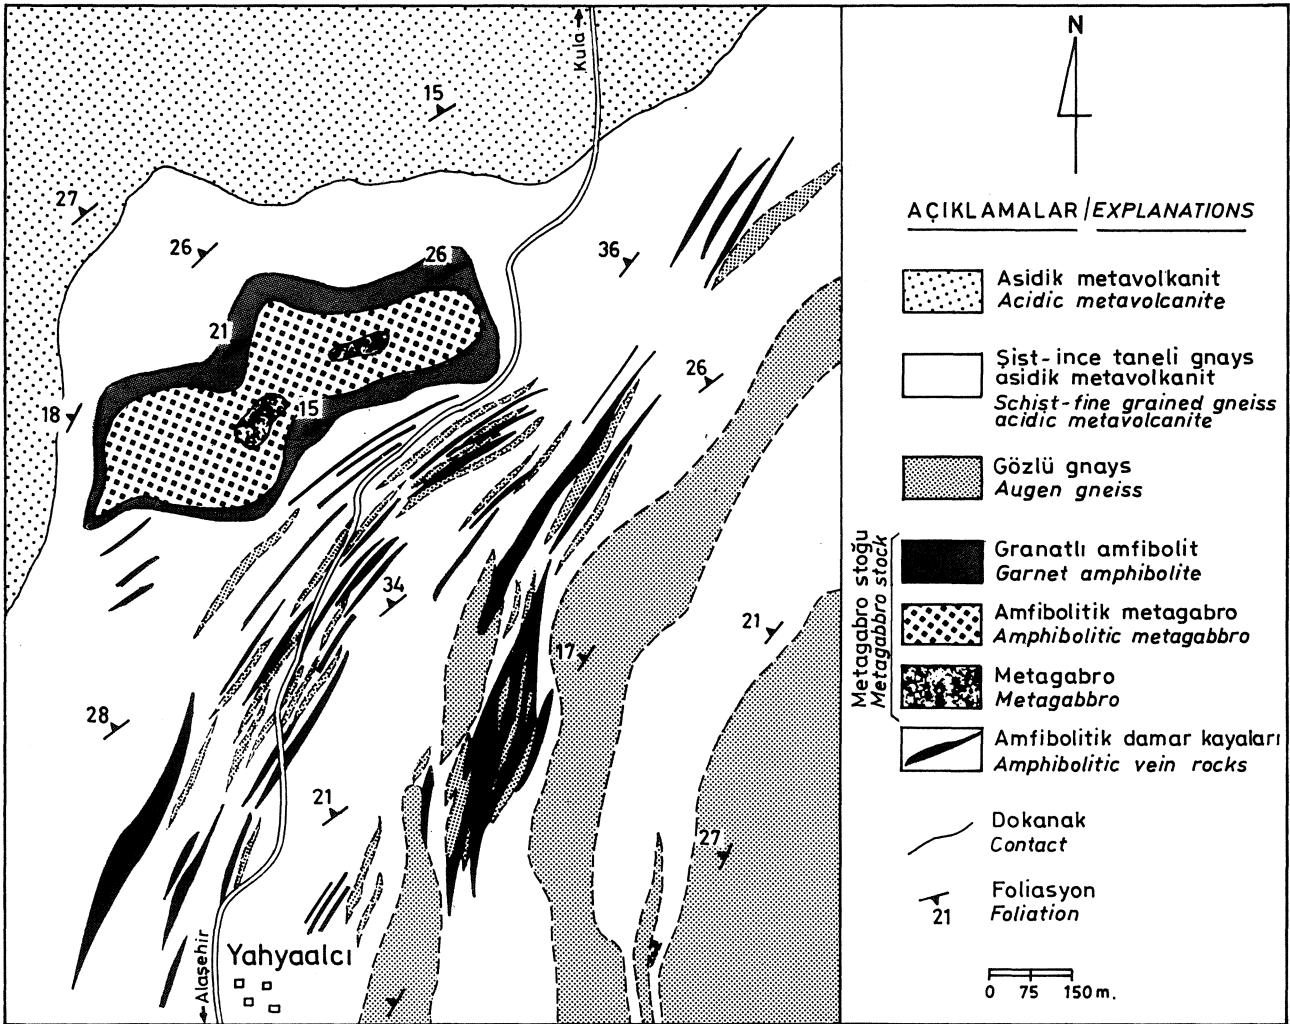 Kula
15
27
26
36
26
21
18
15
26
34
21
17
28
21
27
Yahyaalcı
Alaşehir
N
AÇIKLAMALAR / EXPLANATIONS
Asidik metavolkanit
Acidic metavolcanite
Şist-ince taneli gnays
asidik metavolkanit
Schist-fine grained gneiss
acidic metavolcanite
Gözlü gnays
Augen gneiss
Metagabro stoğu
Metagabbro stock
Granatlı amfibolit
Garnet amphibolite
Amfibolitik metagabro
Amphibolitic metagabbro
Metagabro
Metagabbro
Amfibolitik damar kayaları
Amphibolitic vein rocks
Dokanak
Contact
21
Foliasyon
Foliation
0 75 150 m.